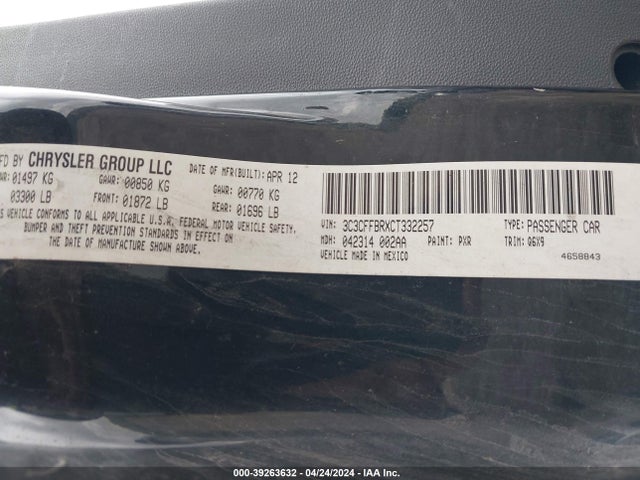 FD BY CHRYSLER GROUP LLC
DATE OF MFR(BUILT): APR 12
WR: 01497 KG
GAWR: 00850 KG
GAWR: 00770 KG
03300 LB
FRONT: 01872 LB
REAR: 01696 LB
IS VEHICLE CONFORMS TO ALL APPLICABLE U.S.A. FEDERAL MOTOR VEHICLE SAFETY,
BUMPER AND THEFT PREVENTION STANDARDS IN EFFECT ON
THE DATE OF MANUFACTURE SHOWN ABOVE.
VIN: 3C3CFFBRXCT332257
TYPE: PASSENGER CAR
MDH: 042314 002AA
PAINT: PXR
TRIM: Q6X9
VEHICLE MADE IN MEXICO
4658843
000-39263632 - 04/24/2024 - IAA Inc.